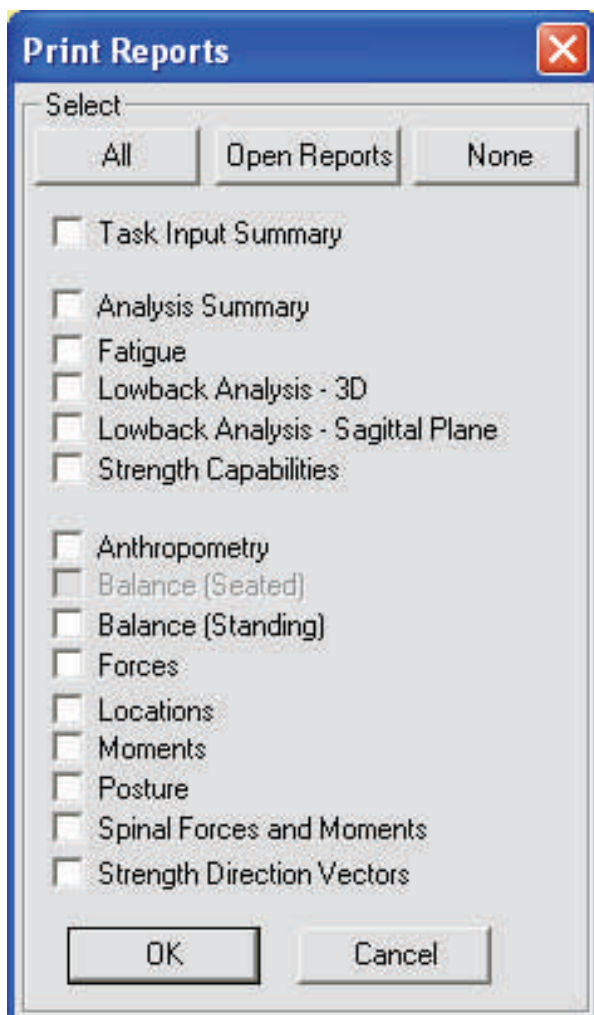 Print Reports
Select
All Open Reports None
Task Input Summary
Analysis Summary
Fatigue
Lowback Analysis - 3D
Lowback Analysis - Sagittal Plane
Strength Capabilities
Anthropometry
Balance (Seated)
Balance (Standing)
Forces
Locations
Moments
Posture
Spinal Forces and Moments
Strength Direction Vectors
OK Cancel